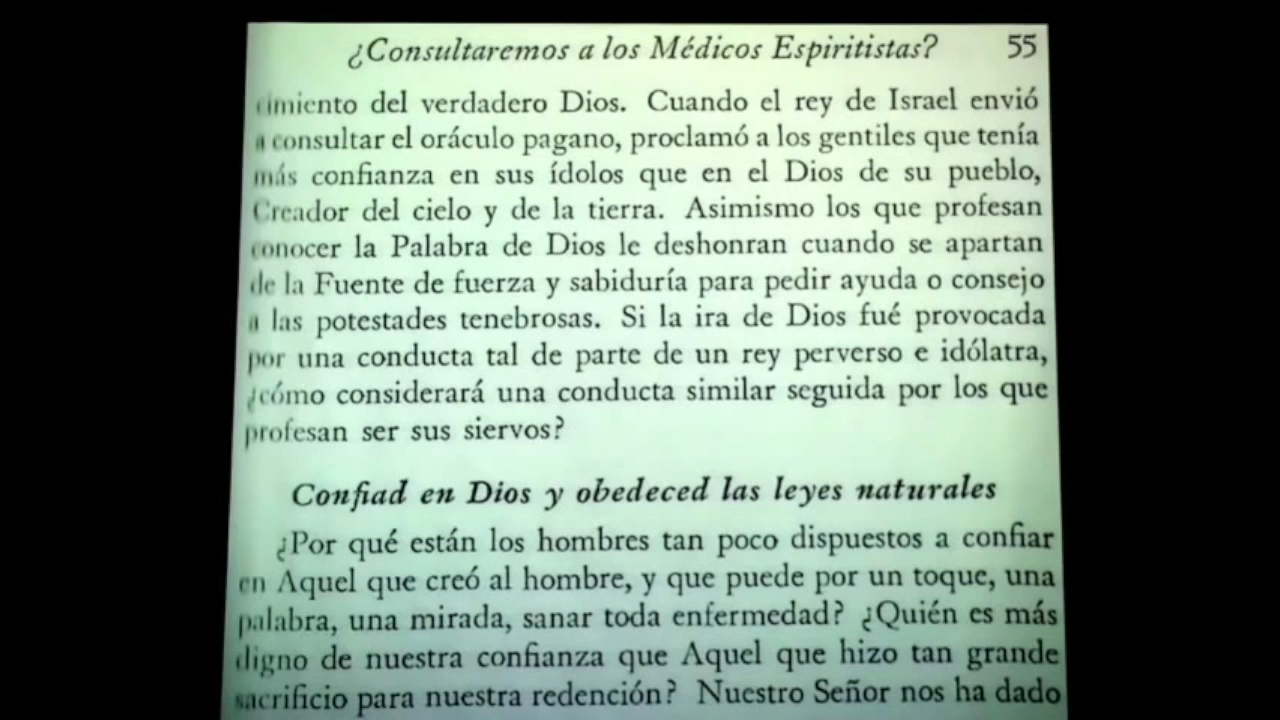 ¿Consultaremos a los Médicos Espiritistas? 55
cimiento del verdadero Dios. Cuando el rey de Israel envió
a consultar el oráculo pagano, proclamó a los gentiles que tenía
más confianza en sus ídolos que en el Dios de su pueblo,
Creador del cielo y de la tierra. Asimismo los que profesan
conocer la Palabra de Dios le deshonran cuando se apartan
de la Fuente de fuerza y sabiduría para pedir ayuda o consejo
a las potestades tenebrosas. Si la ira de Dios fué provocada
por una conducta tal de parte de un rey perverso e idólatra,
¿cómo considerará una conducta similar seguida por los que
profesan ser sus siervos?
Confiad en Dios y obedeced las leyes naturales
¿Por qué están los hombres tan poco dispuestos a confiar
en Aquel que creó al hombre, y que puede por un toque, una
palabra, una mirada, sanar toda enfermedad? ¿Quién es más
digno de nuestra confianza que Aquel que hizo tan grande
sacrificio para nuestra redención? Nuestro Señor nos ha dado